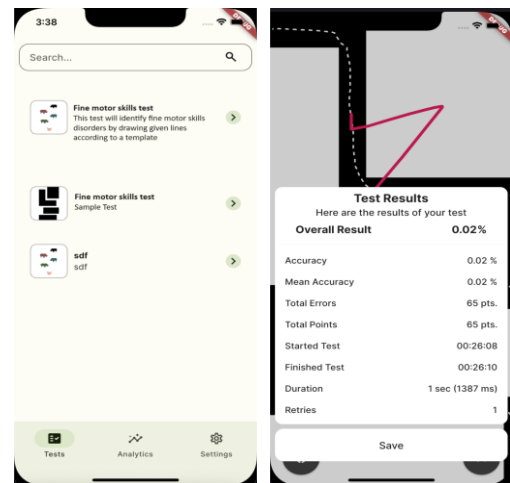 3:38
Search...
Fine motor skills test
This test will identify fine motor skills
disorders by drawing given lines
according to a template
Fine motor skills test
Sample Test
sdf
sdf
Tests
Analytics
Settings
Test Results
Here are the results of your test
Overall Result 0.02%
Accuracy 0.02 %
Mean Accuracy 0.02 %
Total Errors 65 pts.
Total Points 65 pts.
Started Test 00:26:08
Finished Test 00:26:10
Duration 1 sec (1387 ms)
Retries 1
Save